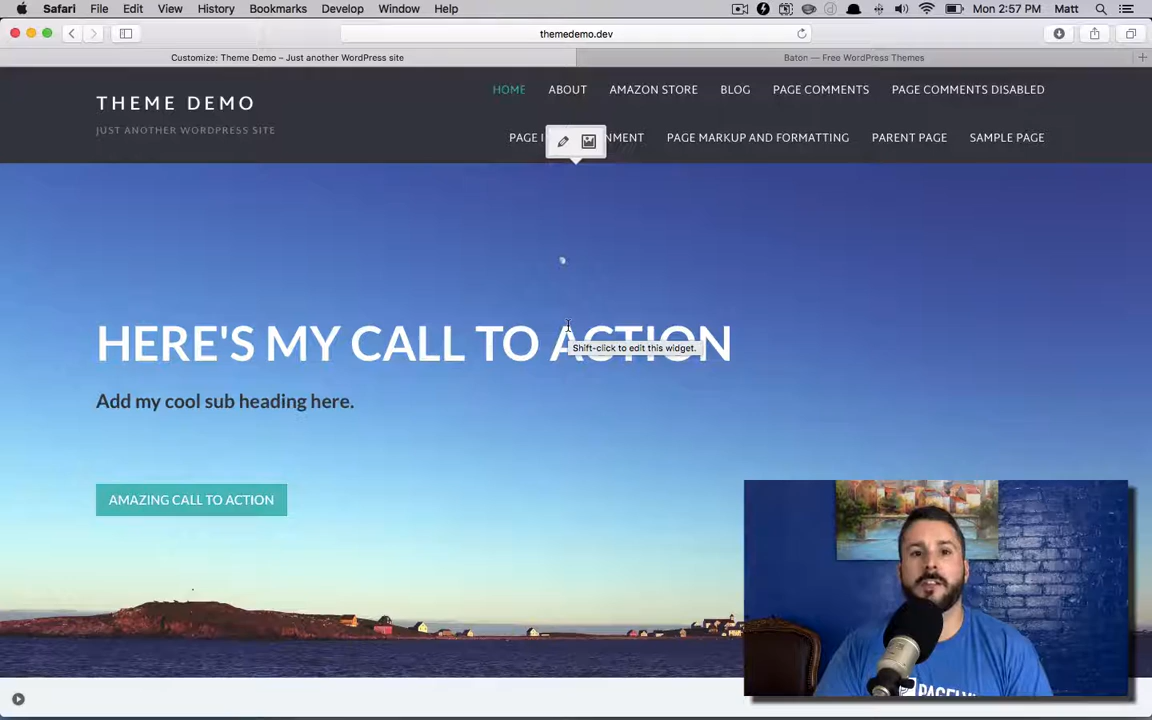 Safari File Edit View History Bookmarks Develop Window Help Mon 2:57 PM Matt
themedemo.dev
Customize: Theme Demo – Just another WordPress site
Baton — Free WordPress Themes
THEME DEMO
JUST ANOTHER WORDPRESS SITE
HOME ABOUT AMAZON STORE BLOG PAGE COMMENTS PAGE COMMENTS DISABLED
PAGE I NMENT PAGE MARKUP AND FORMATTING PARENT PAGE SAMPLE PAGE
HERE'S MY CALL TO ACTION
Shift-click to edit this widget.
Add my cool sub heading here.
AMAZING CALL TO ACTION